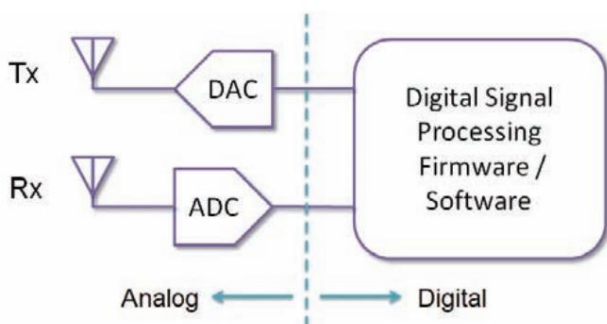 Tx
DAC
Digital Signal
Processing
Firmware /
Software
Rx
ADC
Analog
Digital